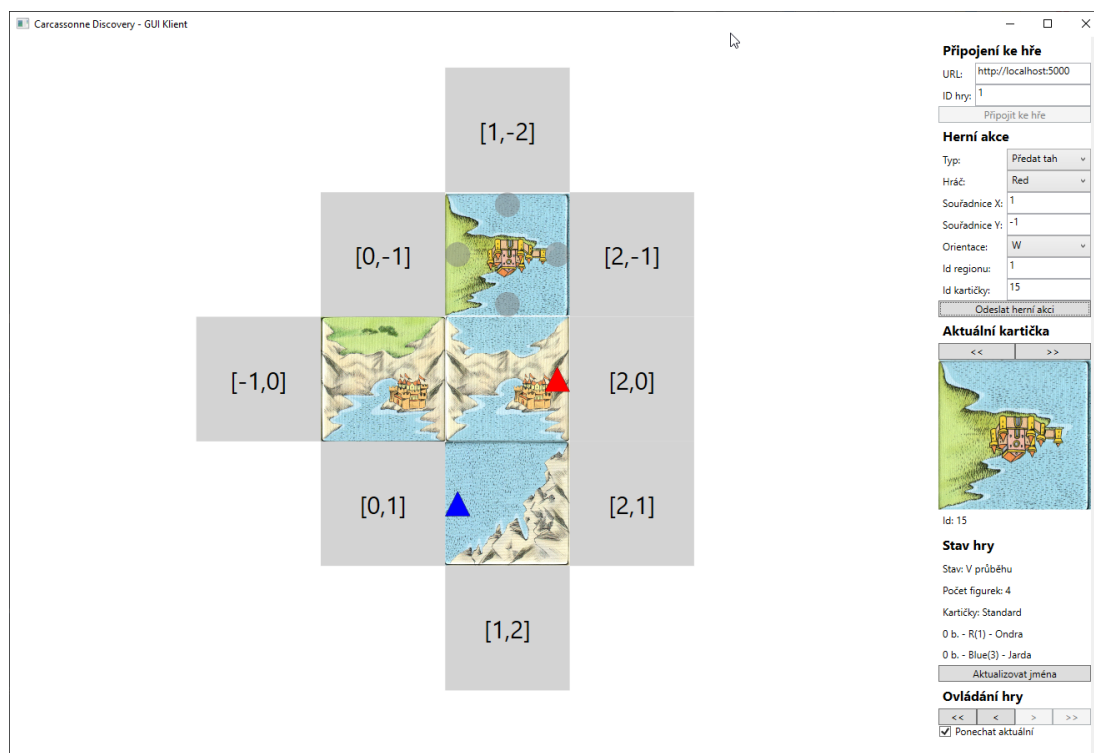 Carcassonne Discovery - GUI Klient
[1,-2]
[0,-1]
[2,-1]
[-1,0]
[2,0]
[0,1]
[2,1]
[1,2]
Připojení ke hře
URL: http://localhost:5000
ID hry: 1
Připojit ke hře
Herní akce
Typ: Předat tah
Hráč: Red
Souřadnice X: 1
Souřadnice Y: -1
Orientace: W
Id regionu: 1
Id kartičky: 15
Odeslat herní akci
Aktuální kartička
<< >>
Id: 15
Stav hry
Stav: V průběhu
Počet figurek: 4
Kartičky: Standard
0 b. - R(1) - Ondra
0 b. - Blue(3) - Jarda
Aktualizovat jména
Ovládání hry
<< < > >>
Ponechat aktuální